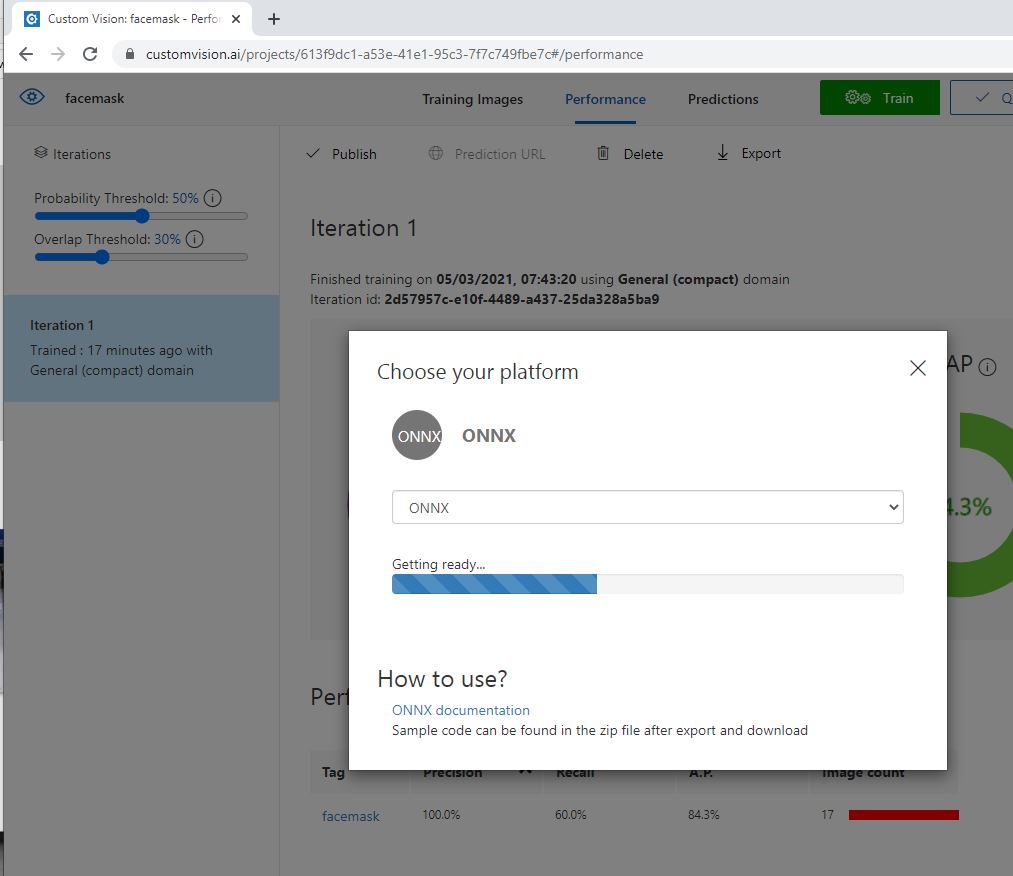 Custom Vision: facemask - Perfor
customvision.ai/projects/613f9dc1-a53e-41e1-95c3-7f7c749fbe7c#/performance
facemask
Training Images
Performance
Predictions
Train
Q
Iterations
Publish
Prediction URL
Delete
Export
Probability Threshold: 50%
Overlap Threshold: 30%
Iteration 1
Trained : 17 minutes ago with
General (compact) domain
Iteration 1
Finished training on 05/03/2021, 07:43:20 using General (compact) domain
Iteration id: 2d57957c-e10f-4489-a437-25da328a5ba9
AP
4.3%
Choose your platform
ONNX
ONNX
ONNX
Getting ready...
How to use?
ONNX documentation
Sample code can be found in the zip file after export and download
Perf
Tag Precision Recall A.P. Image count
facemask 100.0% 60.0% 84.3% 17